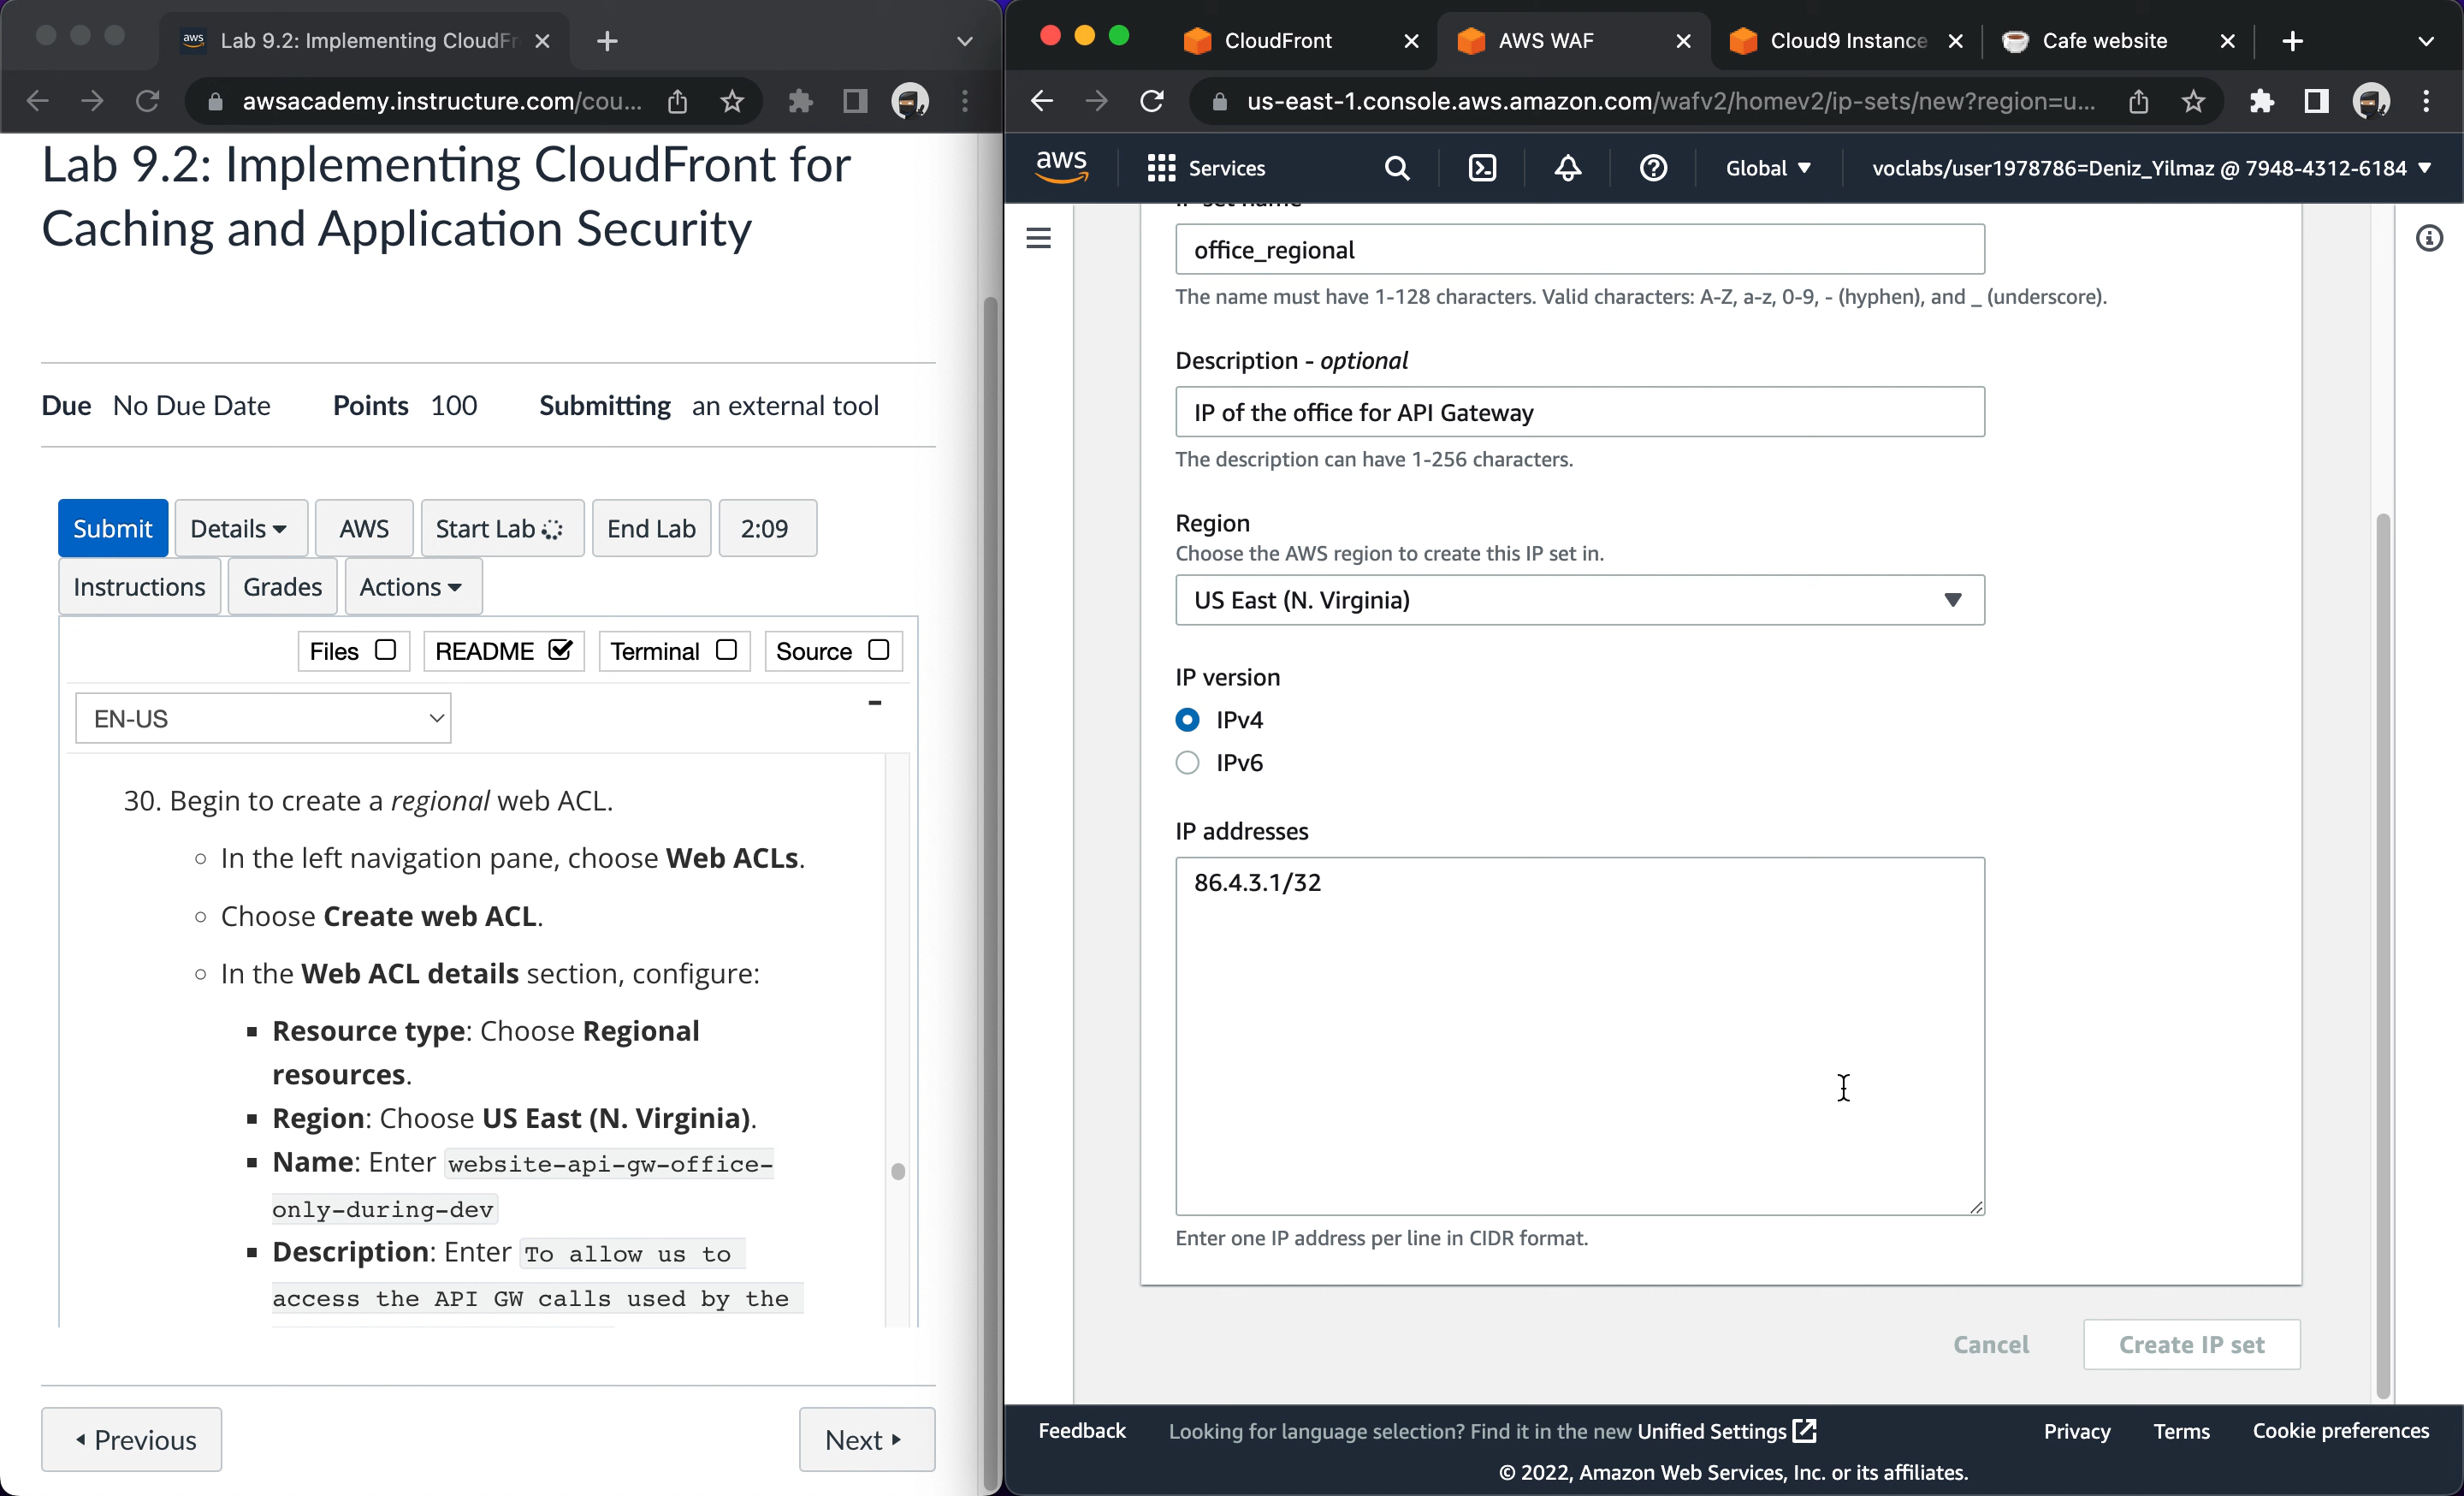 Lab 9.2: Implementing CloudFr
awsacademy.instructure.com/cou...
Lab 9.2: Implementing CloudFront for
Caching and Application Security
Due No Due Date Points 100 Submitting an external tool
Submit Details AWS Start Lab End Lab 2:09
Instructions Grades Actions
Files README Terminal Source
EN-US
30. Begin to create a regional web ACL.
In the left navigation pane, choose Web ACLs.
Choose Create web ACL.
In the Web ACL details section, configure:
Resource type: Choose Regional
resources.
Region: Choose US East (N. Virginia).
Name: Enter website-api-gw-office-
only-during-dev
Description: Enter To allow us to
access the API GW calls used by the
Previous Next
CloudFront AWS WAF Cloud9 Instance Cafe website
us-east-1.console.aws.amazon.com/wafv2/homev2/ip-sets/new?region=u...
aws Services Global voclabs/user1978786=Deniz_Yilmaz @ 7948-4312-6184
IP set name
office_regional
The name must have 1-128 characters. Valid characters: A-Z, a-z, 0-9, - (hyphen), and _ (underscore).
Description - optional
IP of the office for API Gateway
The description can have 1-256 characters.
Region
Choose the AWS region to create this IP set in.
US East (N. Virginia)
IP version
IPv4
IPv6
IP addresses
86.4.3.1/32
Enter one IP address per line in CIDR format.
Cancel Create IP set
Feedback Looking for language selection? Find it in the new Unified Settings Privacy Terms Cookie preferences
© 2022, Amazon Web Services, Inc. or its affiliates.